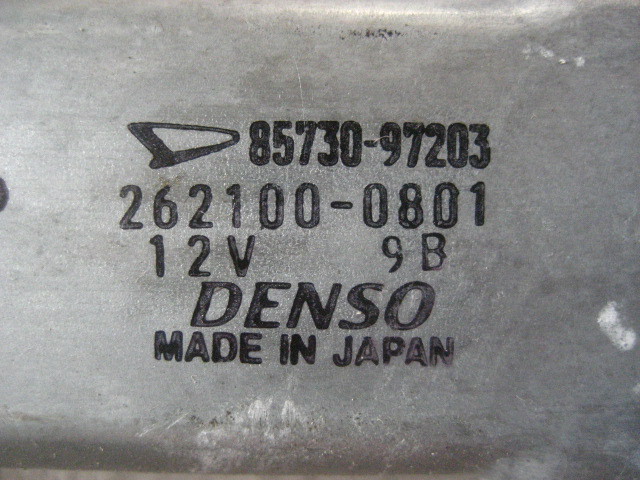 85730-97203
262100-0801
12V 9B
DENSO
MADE IN JAPAN